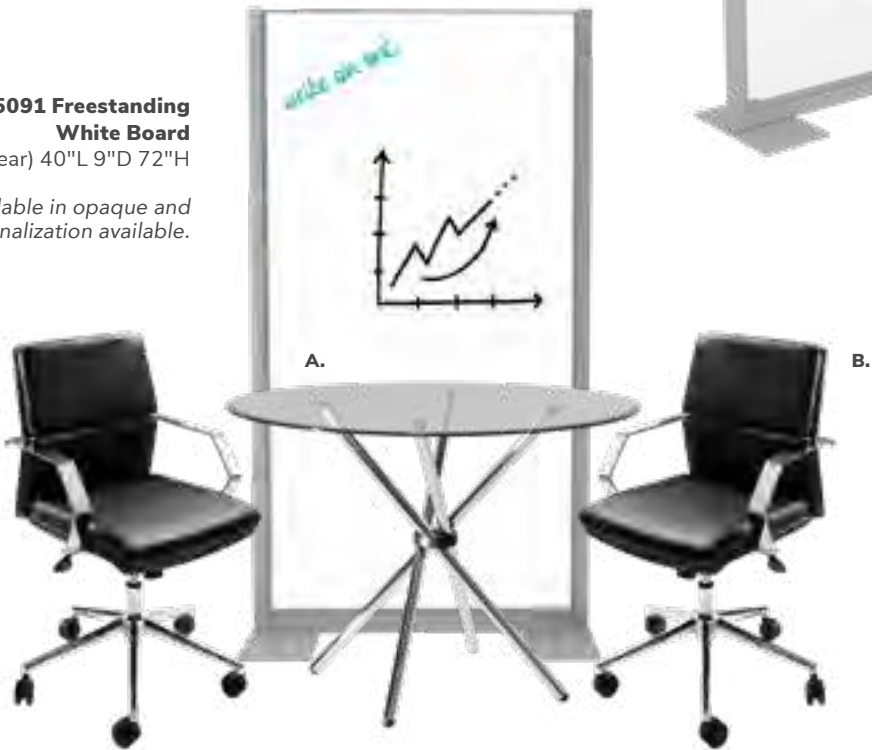 5091 Freestanding
White Board
ear) 40"L 9"D 72"H
lable in opaque and
nalization available.
write on me.
A.
B.